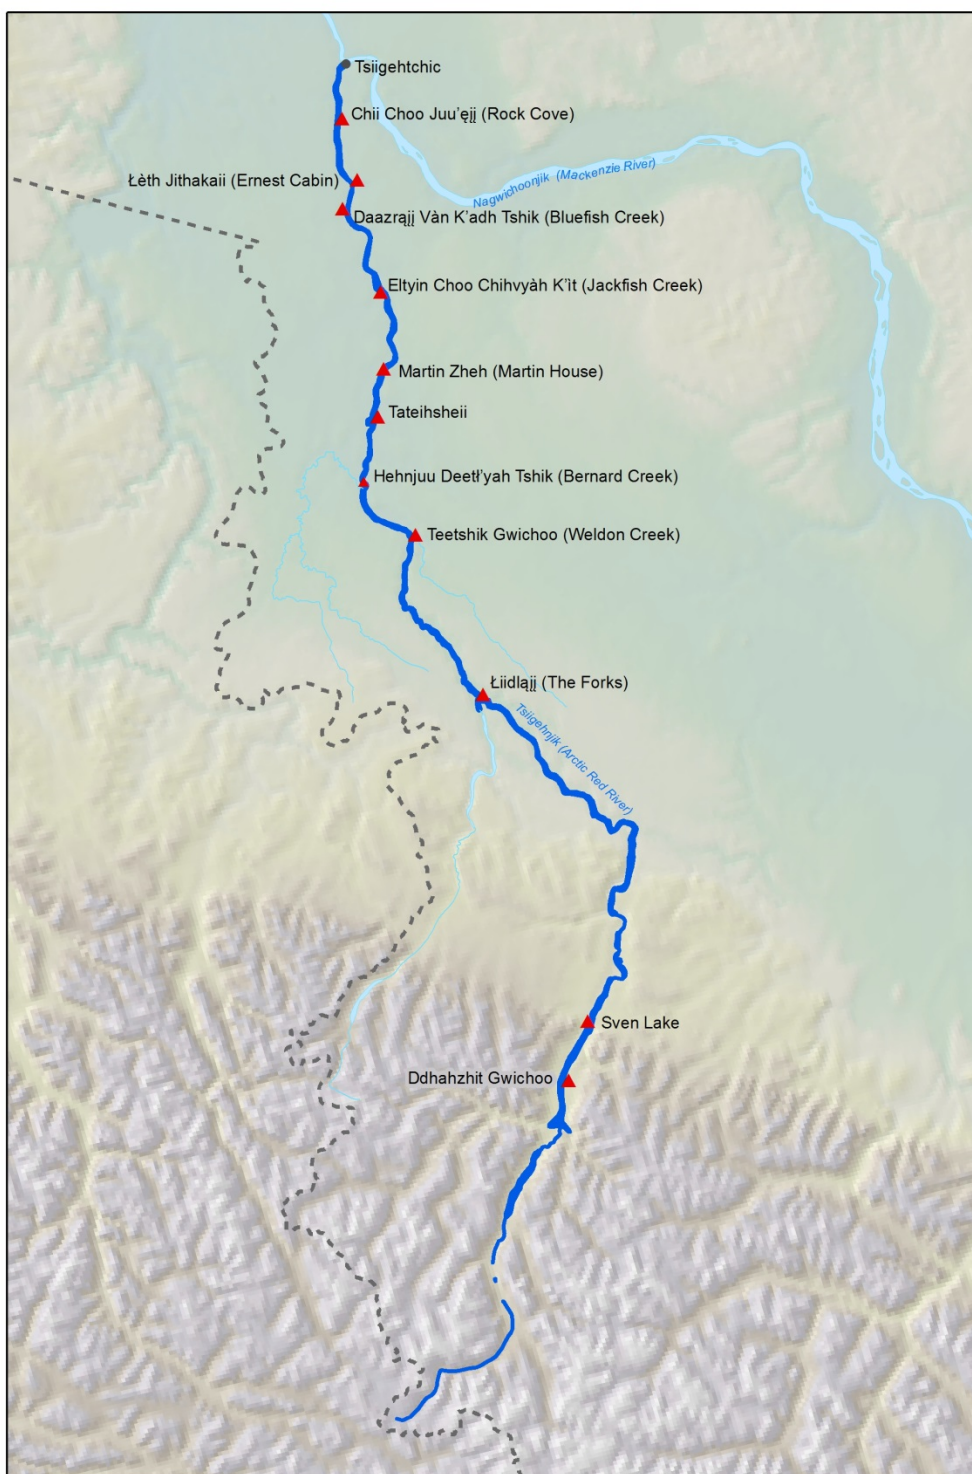 Tsiigehtchic
Chii Choo Juu’ęįį (Rock Cove)
Nagwichoonjik (Mackenzie River)
Łèth Jithakaii (Ernest Cabin)
Daazrąįį Vàn K’adh Tshik (Bluefish Creek)
Eltyin Choo Chihvyàh K’ìt (Jackfish Creek)
Martin Zheh (Martin House)
Tateihsheii
Hehnjuu Deetł’yah Tshik (Bernard Creek)
Teetshik Gwichoo (Weldon Creek)
Łiidląįį (The Forks)
Tsiigehnjik (Arctic Red River)
Sven Lake
Ddhahzhit Gwichoo